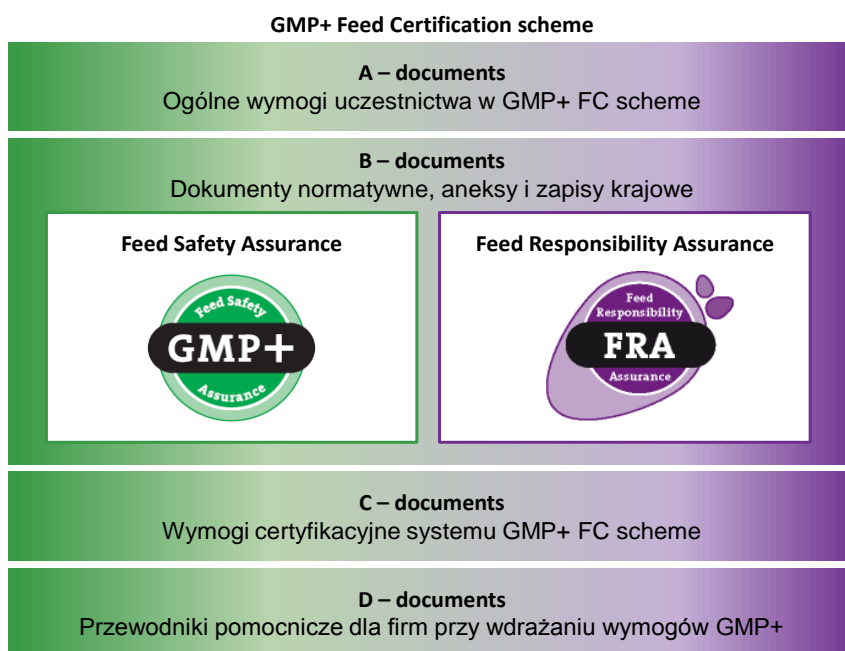 GMP+ Feed Certification scheme
A – documents
Ogólne wymogi uczestnictwa w GMP+ FC scheme
B – documents
Dokumenty normatywne, aneksy i zapisy krajowe
Feed Safety Assurance
Feed Safety
GMP+
Assurance
Feed Responsibility Assurance
Feed
Responsibility
FRA
Assurance
C – documents
Wymogi certyfikacyjne systemu GMP+ FC scheme
D – documents
Przewodniki pomocnicze dla firm przy wdrażaniu wymogów GMP+